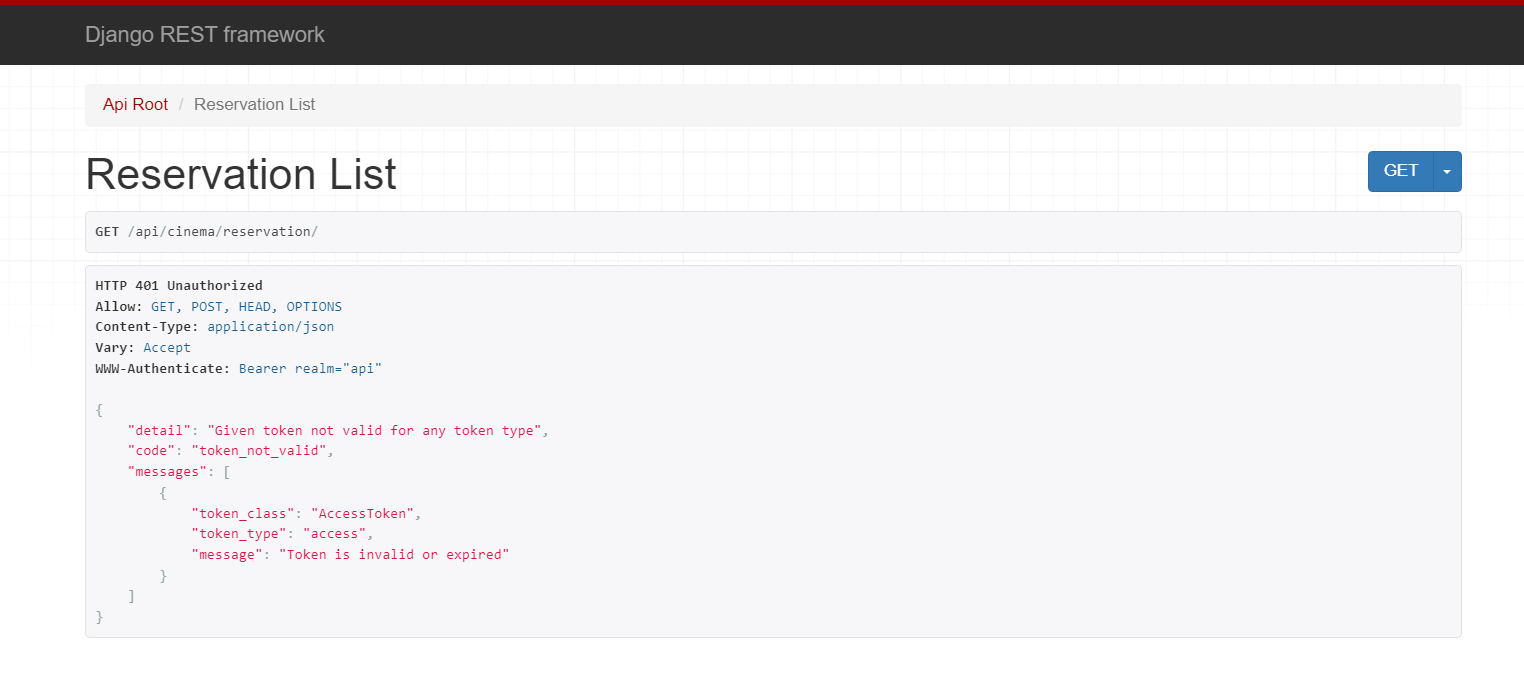 Django REST framework
Api Root / Reservation List
Reservation List
GET
GET /api/cinema/reservation/
HTTP 401 Unauthorized
Allow: GET, POST, HEAD, OPTIONS
Content-Type: application/json
Vary: Accept
WWW-Authenticate: Bearer realm="api"
{
    "detail": "Given token not valid for any token type",
    "code": "token_not_valid",
    "messages": [
        {
            "token_class": "AccessToken",
            "token_type": "access",
            "message": "Token is invalid or expired"
        }
    ]
}